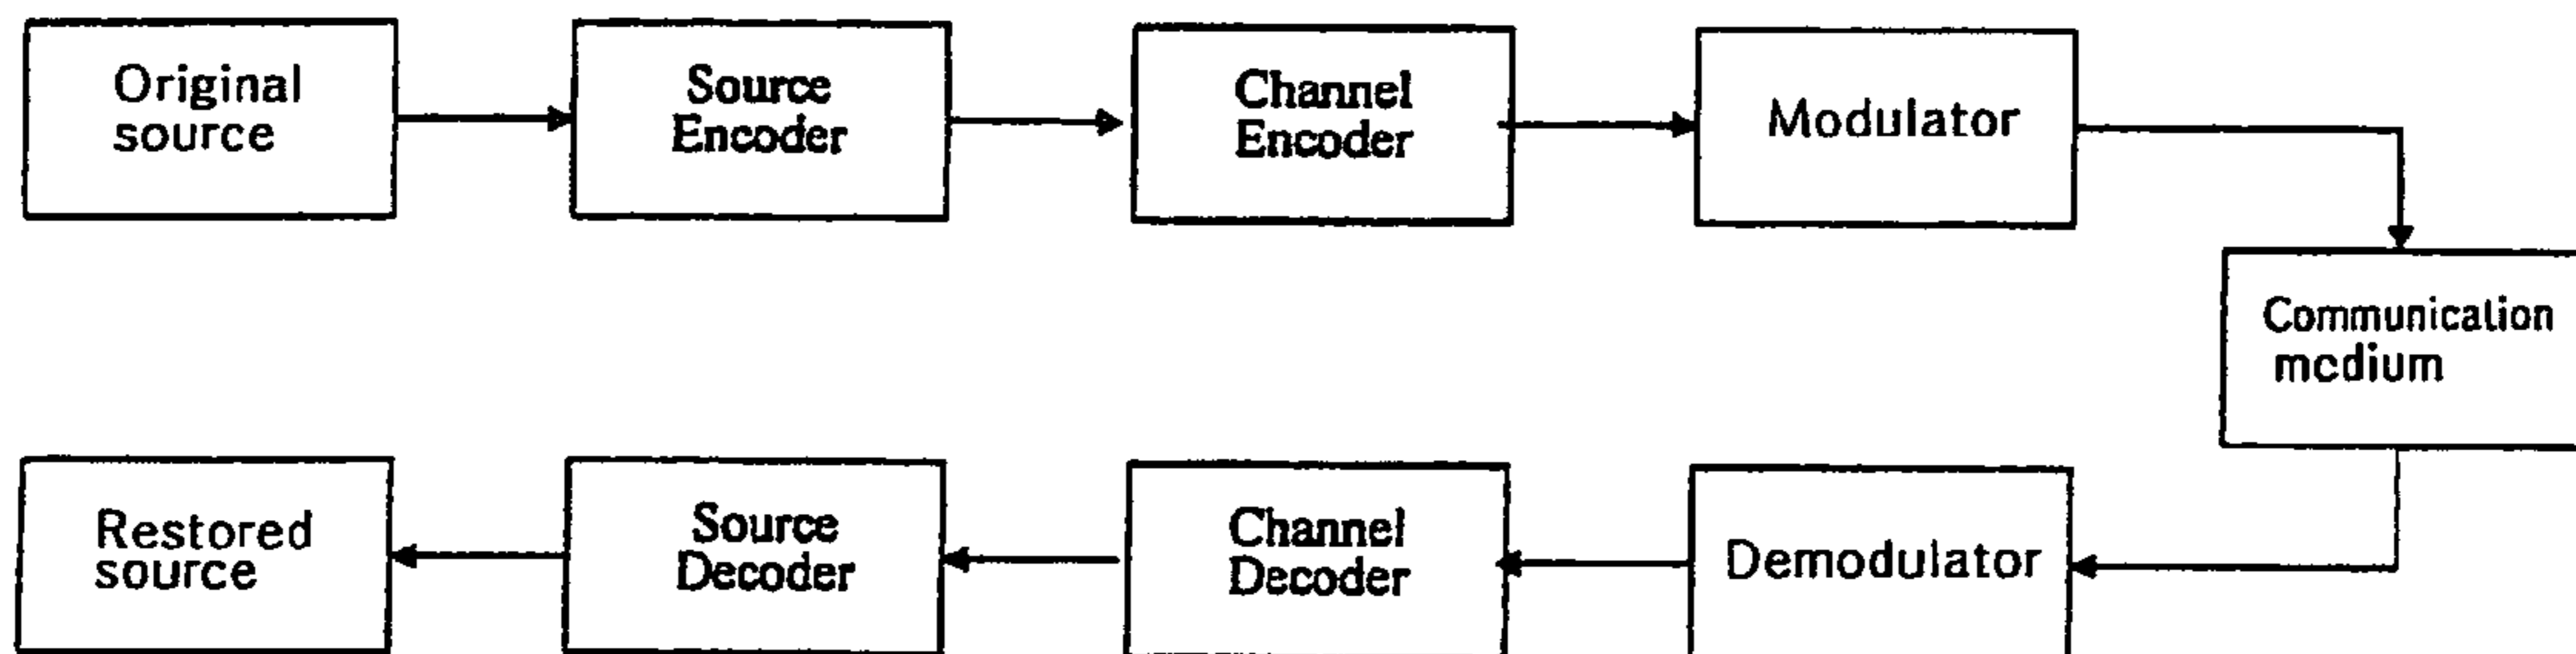 Original
source
Source
Encoder
Channel
Encoder
Modulator
Communication
medium
Restored
source
Source
Decoder
Channel
Decoder
Demodulator